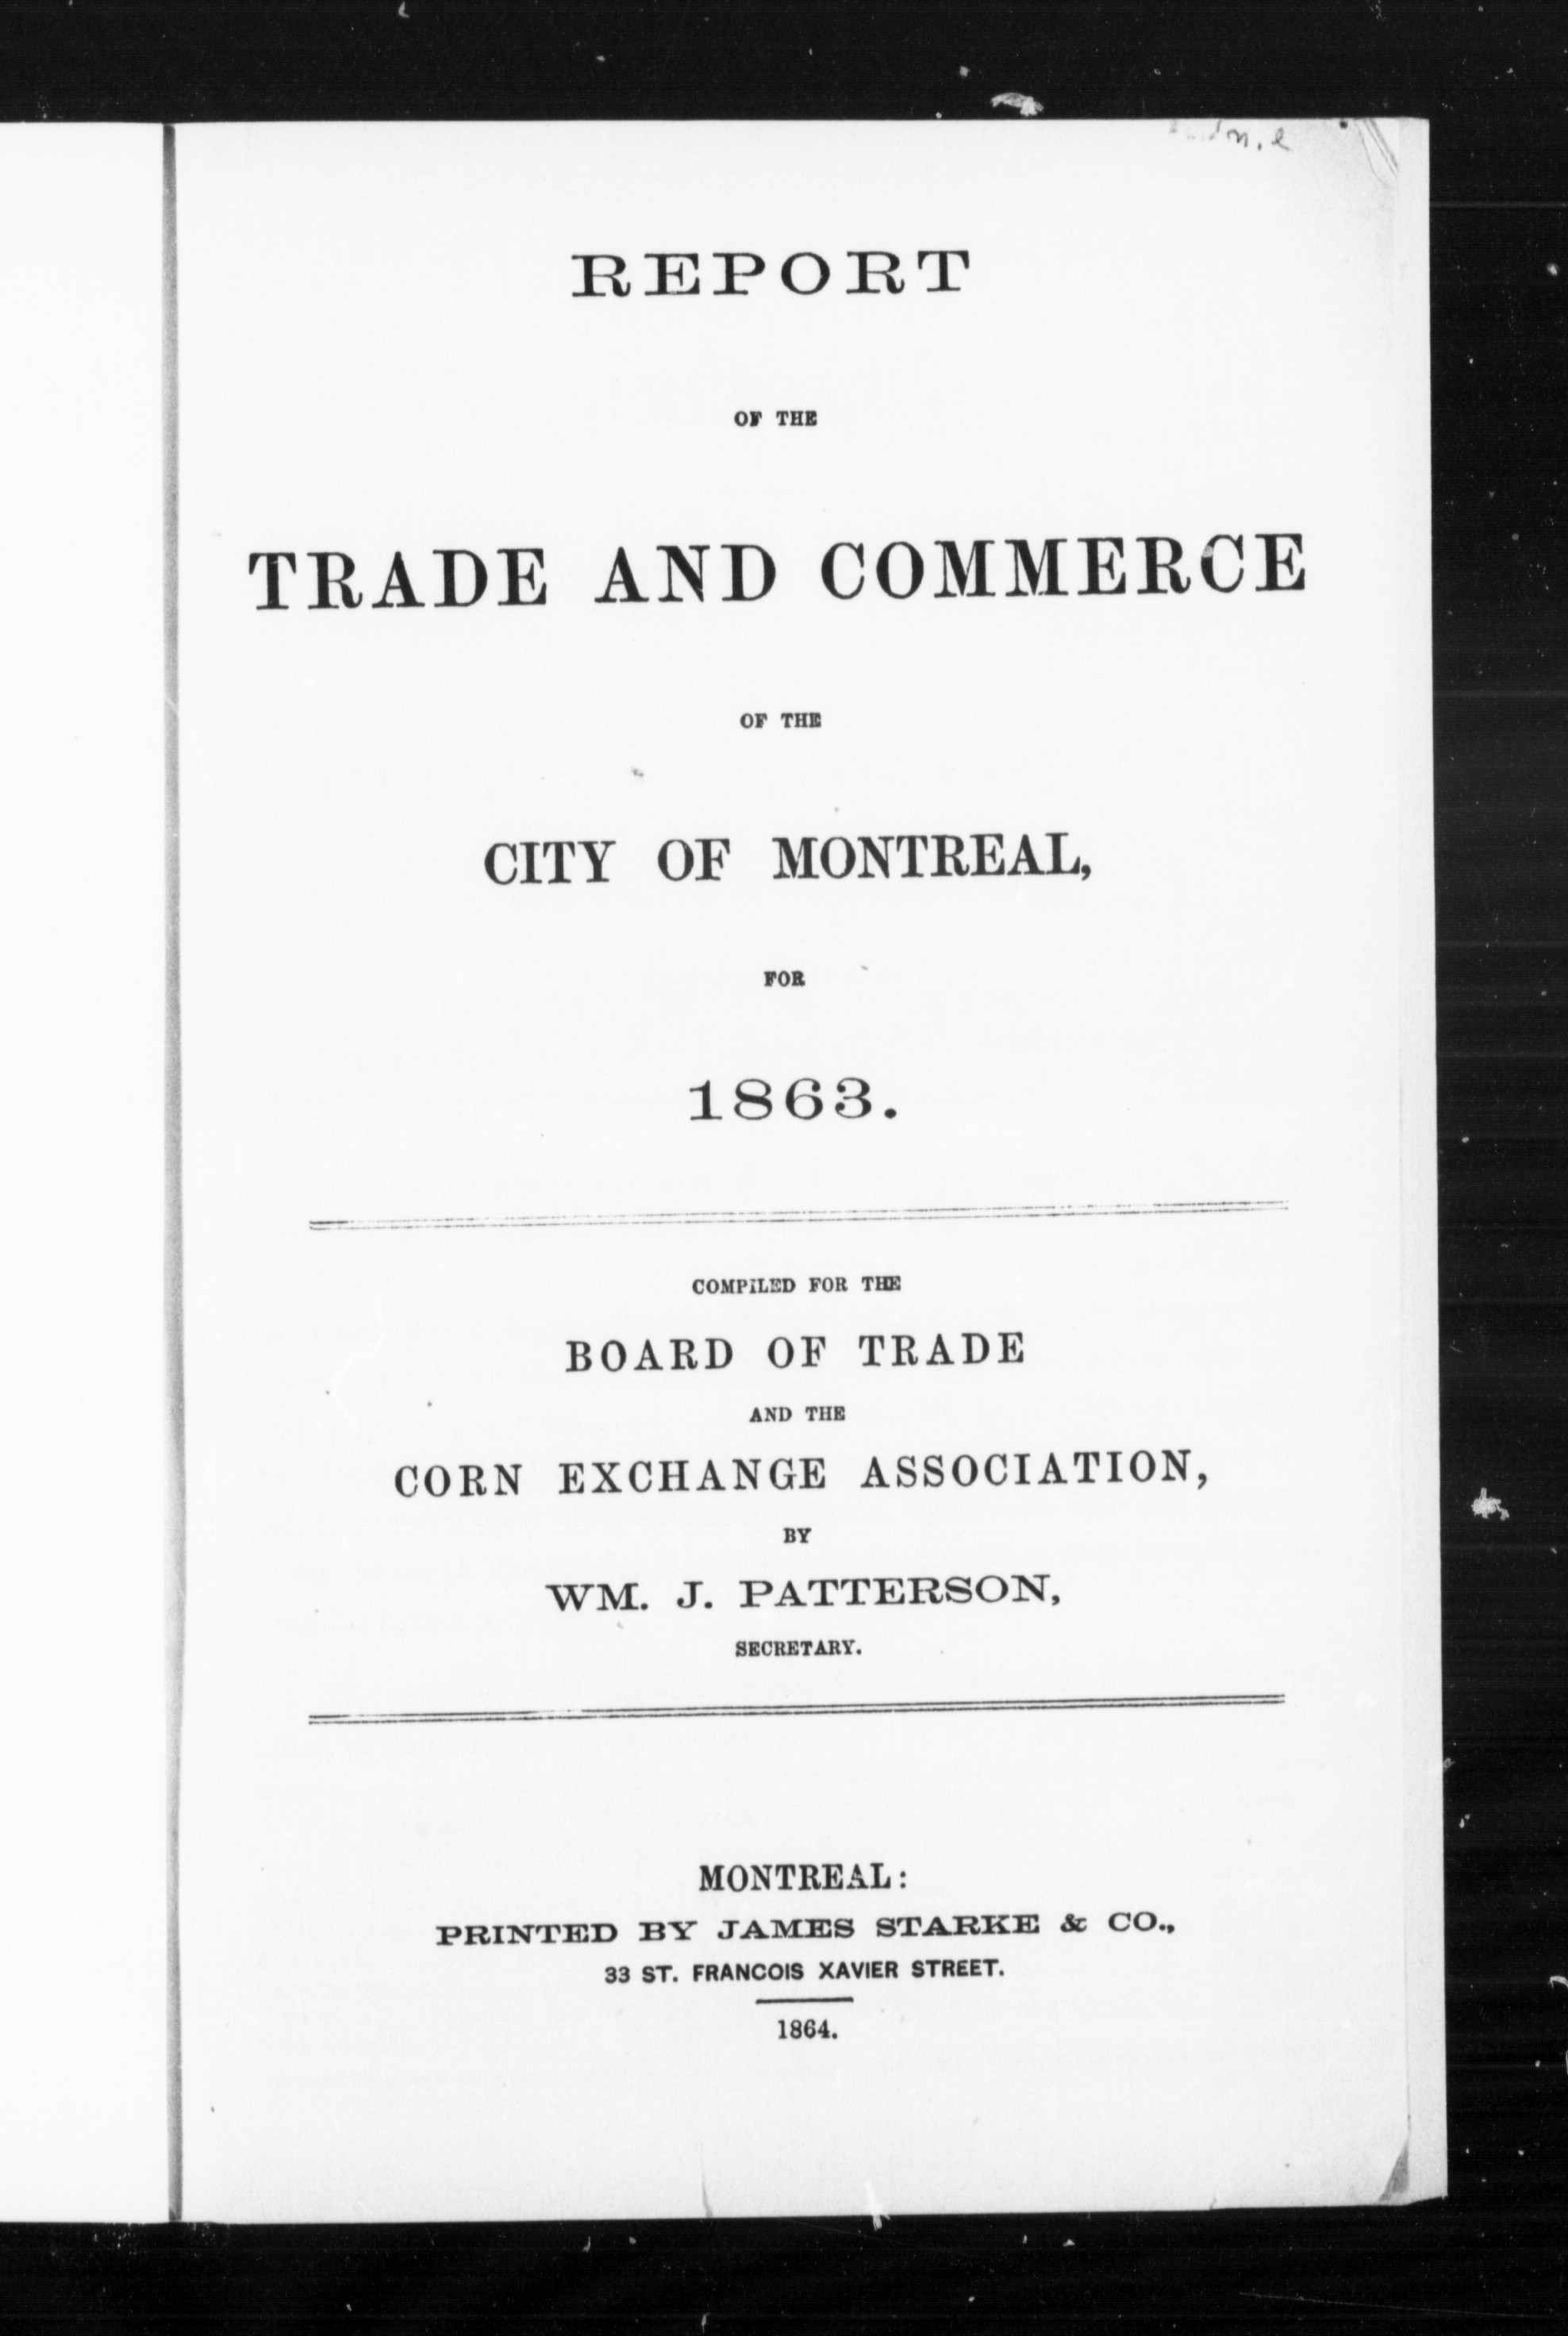 REPORT
OF THE
TRADE AND COMMERCE
OF THE
CITY OF MONTREAL,
FOR
1863.
COMPILED FOR THE
BOARD OF TRADE
AND THE
CORN EXCHANGE ASSOCIATION,
BY
WM. J. PATTERSON,
SECRETARY.
MONTREAL:
PRINTED BY JAMES STARKE & CO.,
33 ST. FRANCOIS XAVIER STREET.
1864.